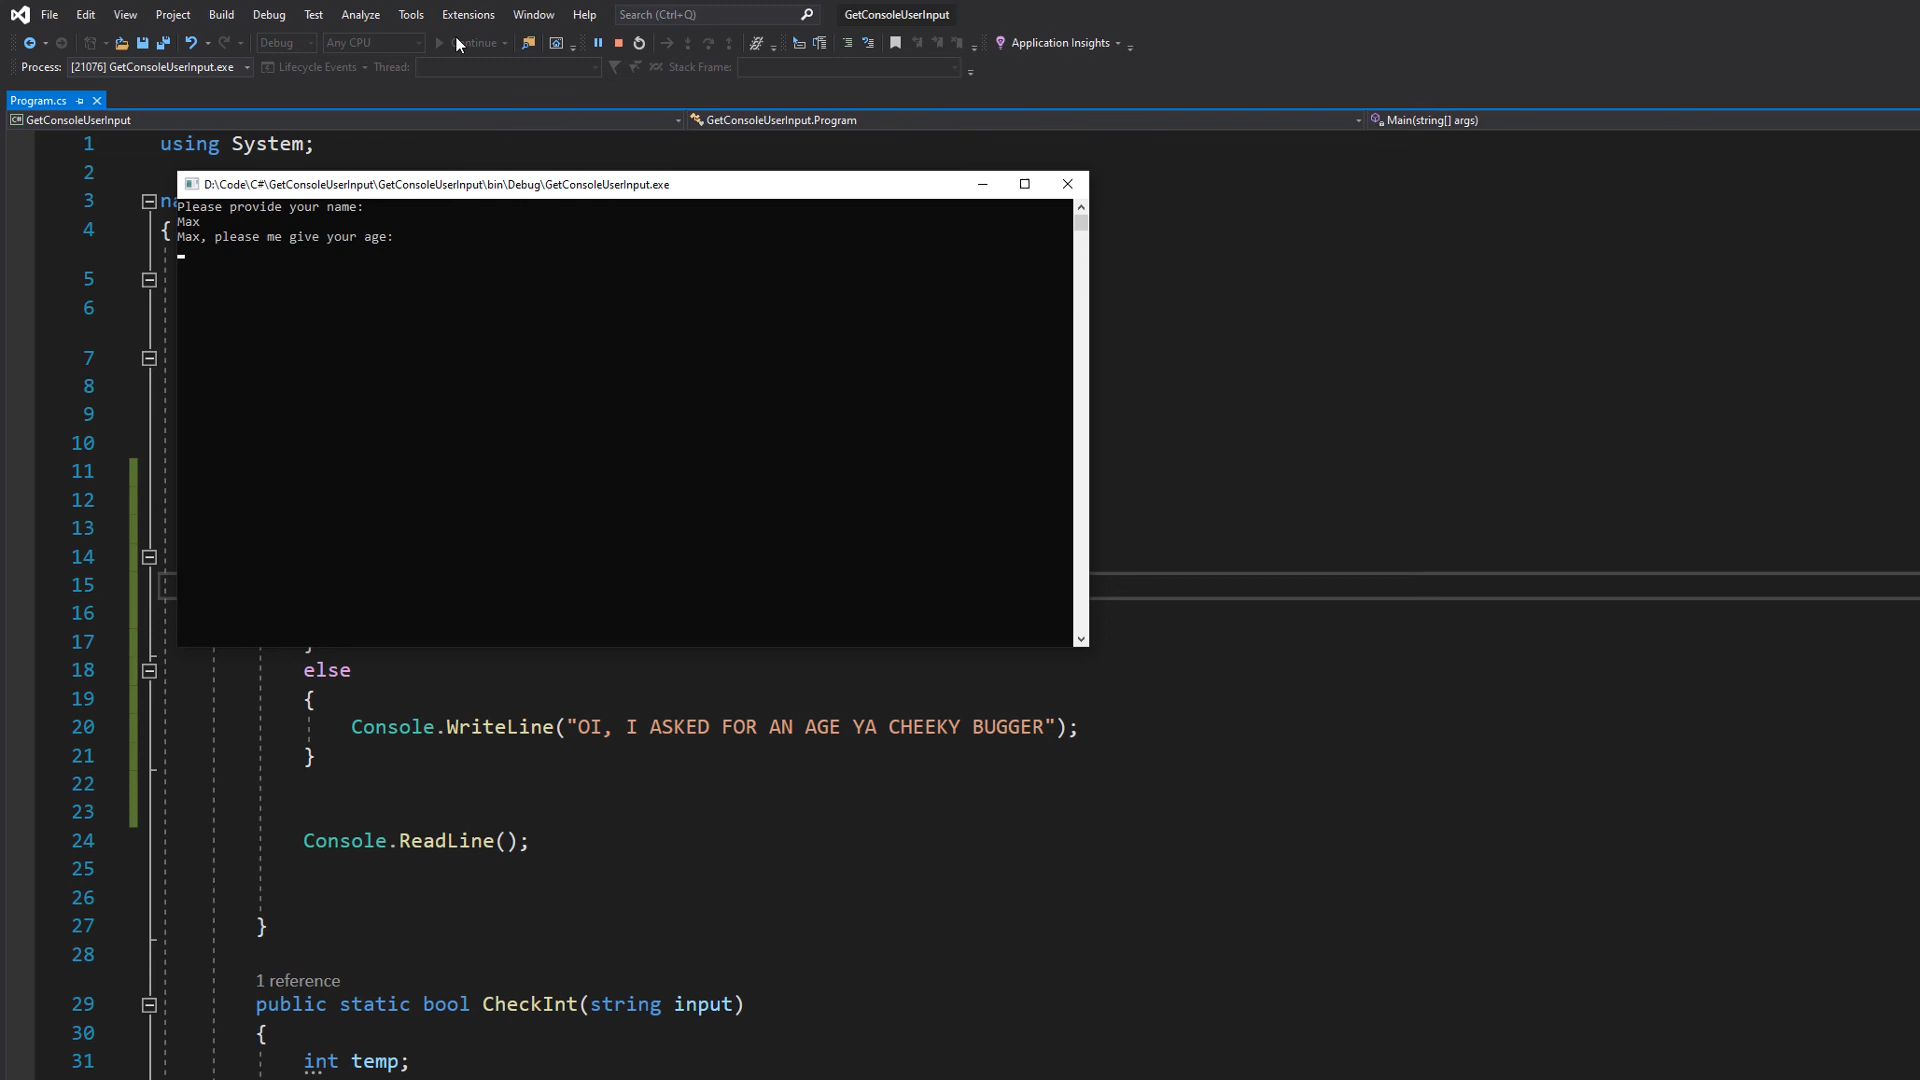 File Edit View Project Build Debug Test Analyze Tools Extensions Window Help Search (Ctrl+Q) GetConsoleUserInput
Debug Any CPU Application Insights
Process: [21076] GetConsoleUserInput.exe Lifecycle Events Thread: Stack Frame:
Program.cs
GetConsoleUserInput GetConsoleUserInput.Program Main(string[] args)
1 using System;
2
D:\Code\C#\GetConsoleUserInput\GetConsoleUserInput\bin\Debug\GetConsoleUserInput.exe
3 na
Please provide your name:
Max
4 {
Max, please me give your age:
5
6
7
8
9
10
11
12
13
14
15
16
17 }
18 else
19 {
20 Console.WriteLine("OI, I ASKED FOR AN AGE YA CHEEKY BUGGER");
21 }
22
23
24 Console.ReadLine();
25
26
27 }
28
1 reference
29 public static bool CheckInt(string input)
30 {
31 int temp;